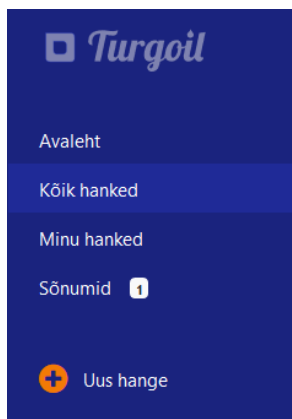 Turgoil
Avaleht
Kõik hanked
Minu hanked
Sõnumid 1
Uus hange